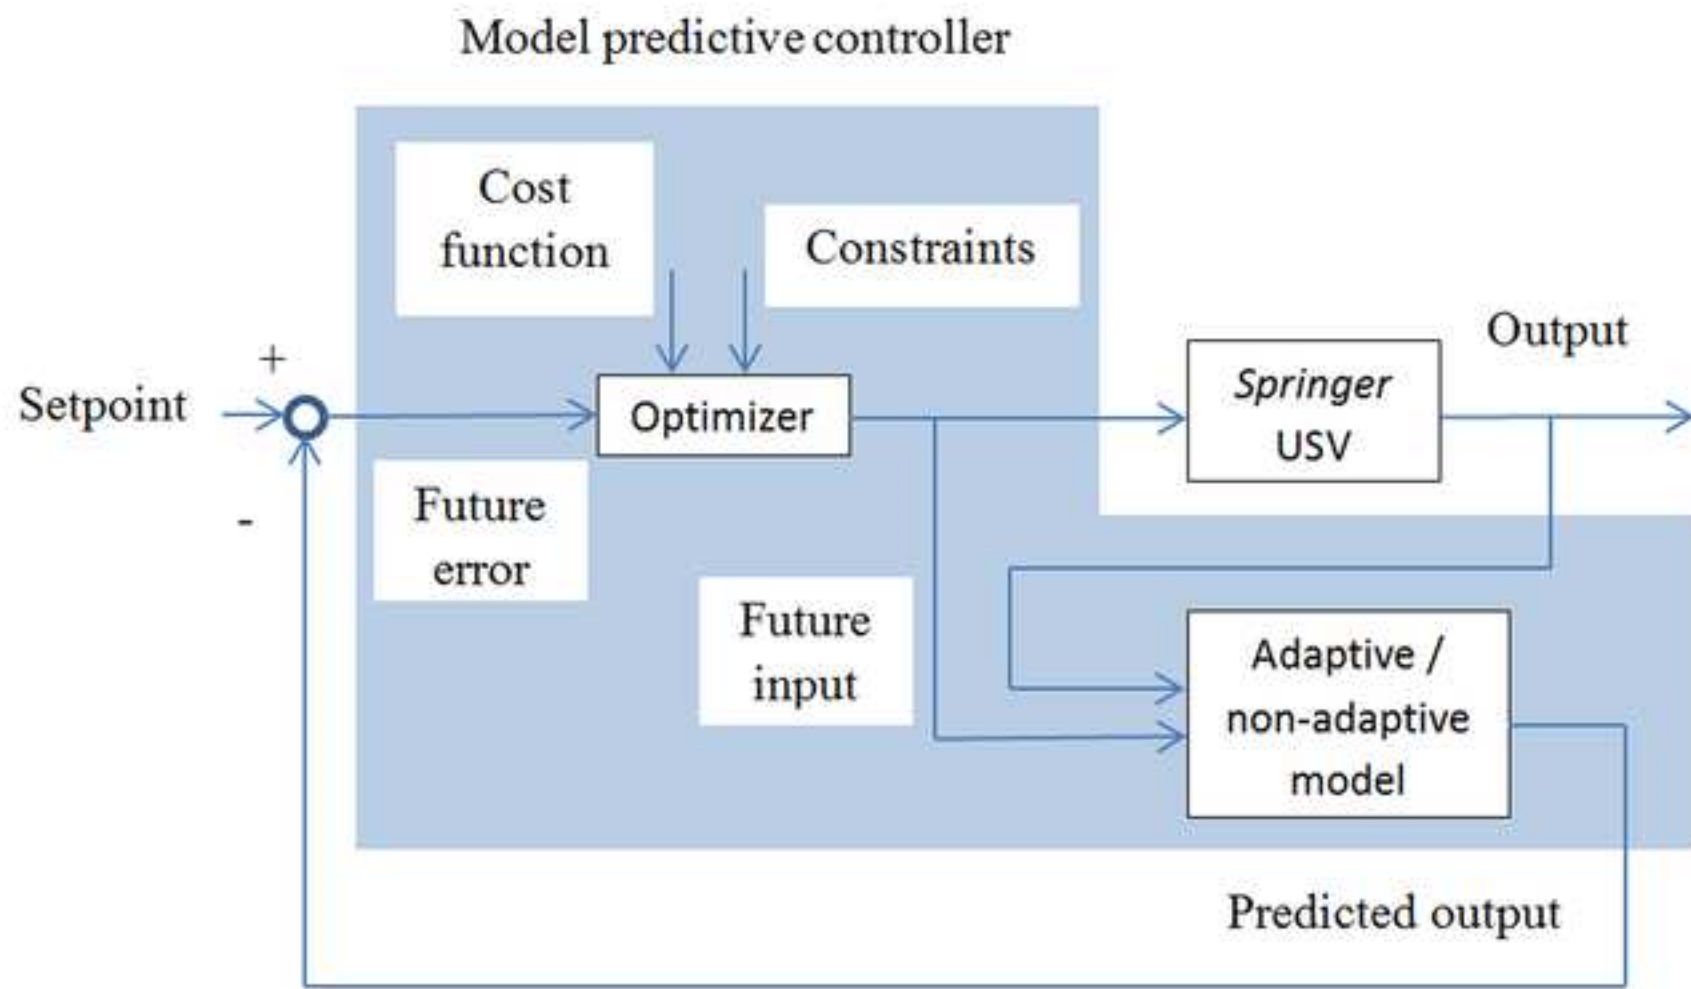 Model predictive controller
Cost
function
Constraints
Output
+
Setpoint
Optimizer
Springer
USV
-
Future
error
Future
input
Adaptive /
non-adaptive
model
Predicted output